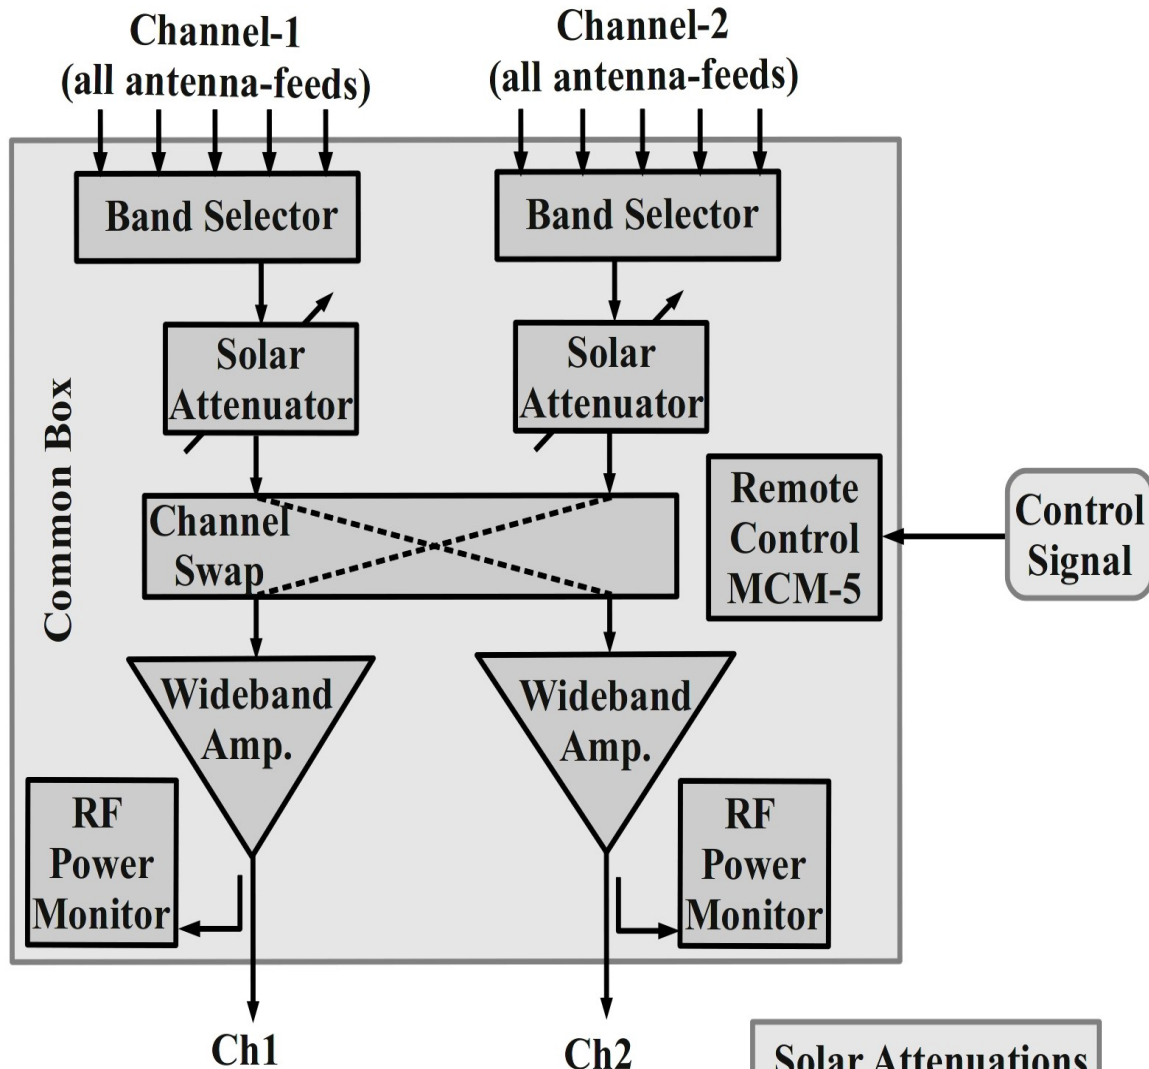 Channel-1
(all antenna-feeds)
Channel-2
(all antenna-feeds)
Band Selector
Band Selector
Solar
Attenuator
Solar
Attenuator
Common Box
Channel
Swap
Remote
Control
MCM-5
Control
Signal
Wideband
Amp.
Wideband
Amp.
RF
Power
Monitor
RF
Power
Monitor
Ch1
Ch2
Solar Attenuations